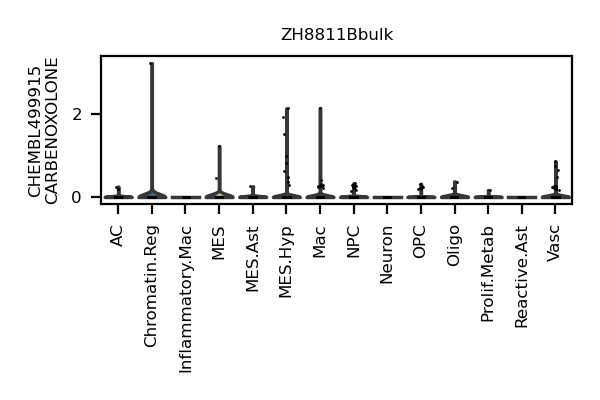 ZH8811Bbulk
CHEMBL499915
CARBENOXOLONE
2
0
AC
Chromatin.Reg
Inflammatory.Mac
MES
MES.Ast
MES.Hyp
Mac
NPC
Neuron
OPC
Oligo
Prolif.Metab
Reactive.Ast
Vasc